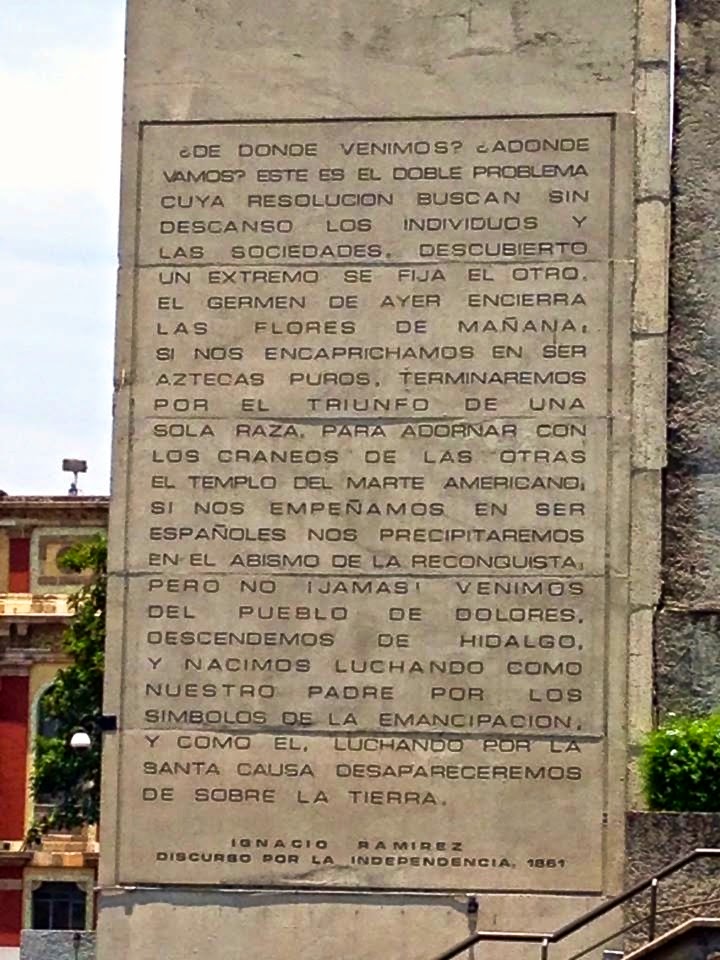 ¿DE DONDE VENIMOS? ¿ADONDE
VAMOS? ESTE ES EL DOBLE PROBLEMA
CUYA RESOLUCION BUSCAN SIN
DESCANSO LOS INDIVIDUOS Y
LAS SOCIEDADES, DESCUBIERTO
UN EXTREMO SE FIJA EL OTRO,
EL GERMEN DE AYER ENCIERRA
LAS FLORES DE MAÑANA;
SI NOS ENCAPRICHAMOS EN SER
AZTECAS PUROS, TERMINAREMOS
POR EL TRIUNFO DE UNA
SOLA RAZA, PARA ADORNAR CON
LOS CRANEOS DE LAS OTRAS
EL TEMPLO DEL MARTE AMERICANO;
SI NOS EMPEÑAMOS EN SER
ESPAÑOLES NOS PRECIPITAREMOS
EN EL ABISMO DE LA RECONQUISTA;
PERO NO ¡JAMAS! VENIMOS
DEL PUEBLO DE DOLORES,
DESCENDEMOS DE HIDALGO,
Y NACIMOS LUCHANDO COMO
NUESTRO PADRE POR LOS
SIMBOLOS DE LA EMANCIPACION,
Y COMO EL, LUCHANDO POR LA
SANTA CAUSA DESAPARECEREMOS
DE SOBRE LA TIERRA.
IGNACIO RAMIREZ
DISCURSO POR LA INDEPENDENCIA, 1861